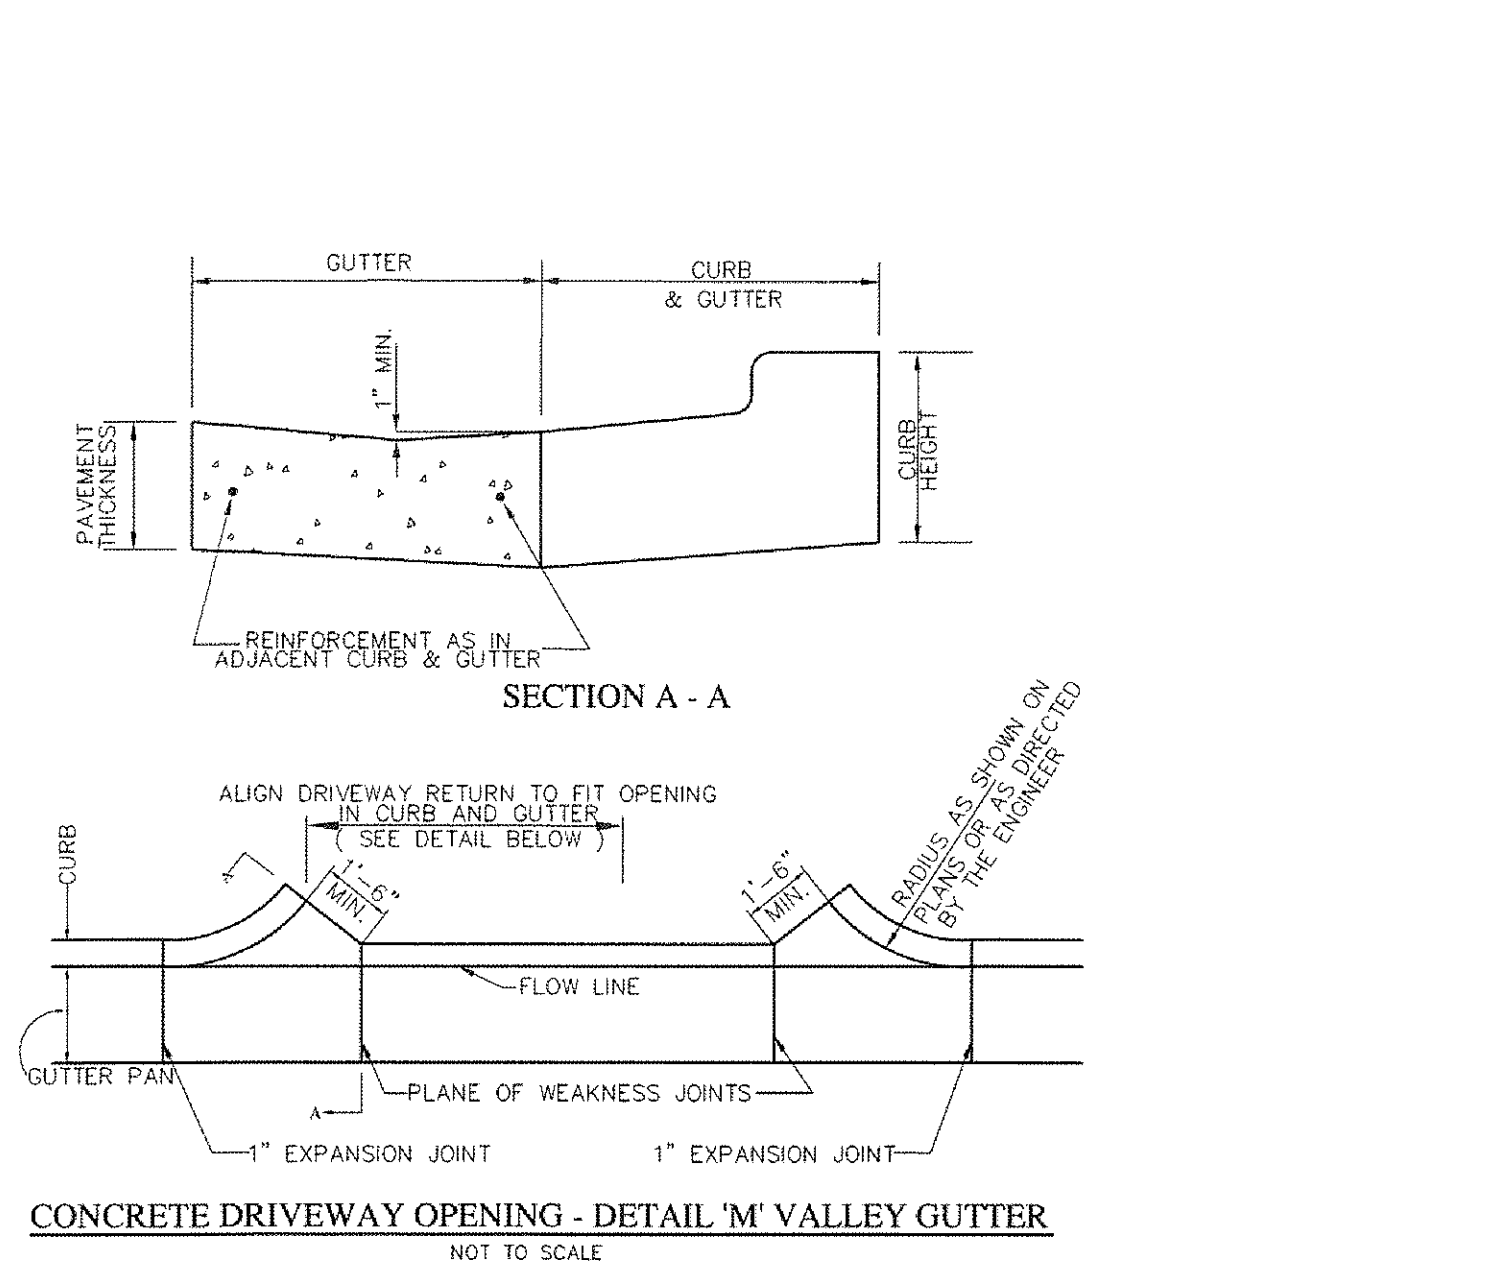 GUTTER
CURB
& GUTTER
1" MIN.
PAVEMENT
THICKNESS
CURB
HEIGHT
REINFORCEMENT AS IN
ADJACENT CURB & GUTTER
SECTION A - A
RADIUS AS SHOWN ON
PLANS OR AS DIRECTED
BY THE ENGINEER
ALIGN DRIVEWAY RETURN TO FIT OPENING
IN CURB AND GUTTER
( SEE DETAIL BELOW )
CURB
A
1'-6"
MIN.
1'-6"
MIN.
FLOW LINE
GUTTER PAN
PLANE OF WEAKNESS JOINTS
A
1" EXPANSION JOINT
1" EXPANSION JOINT
CONCRETE DRIVEWAY OPENING - DETAIL 'M' VALLEY GUTTER
NOT TO SCALE